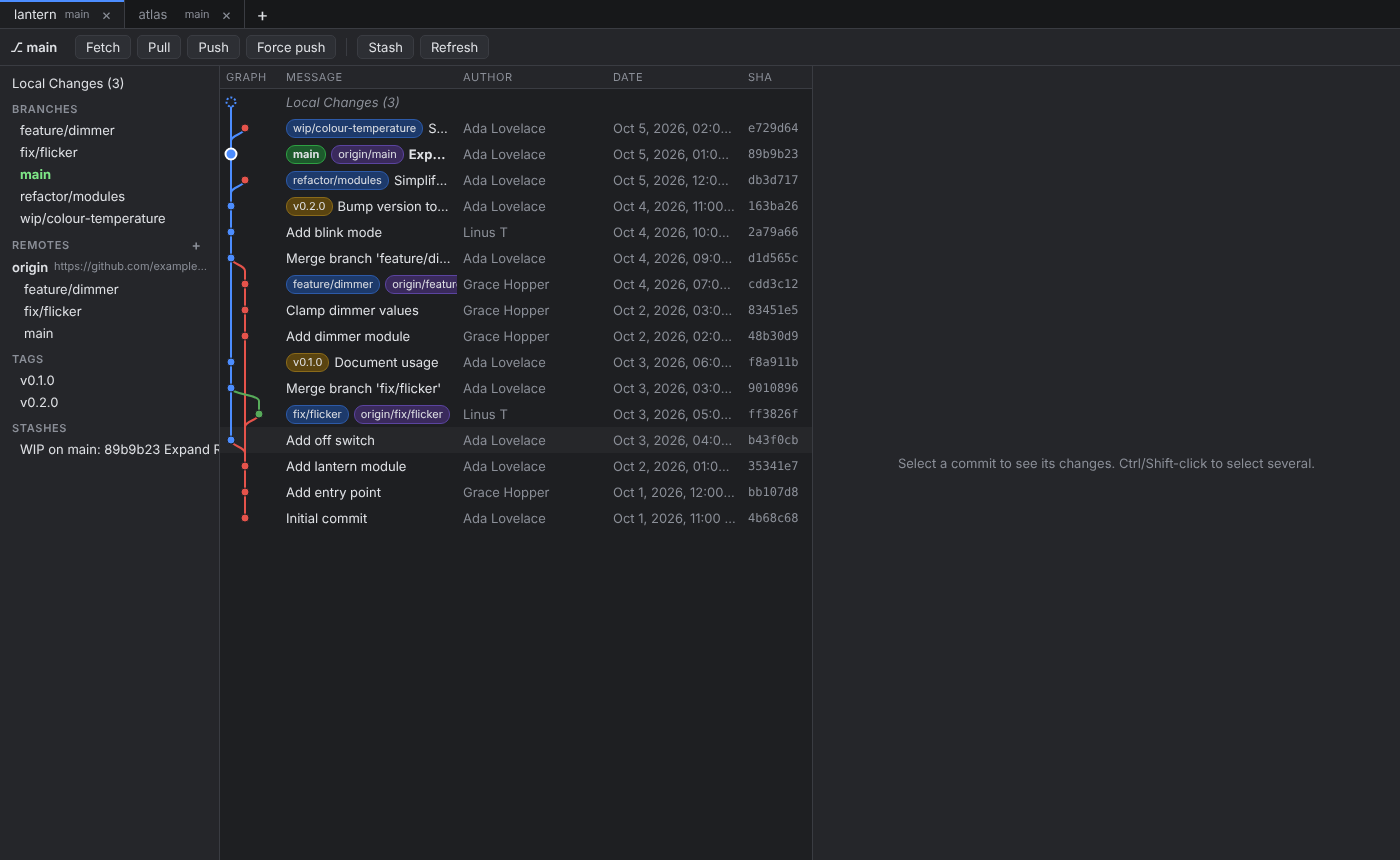 lantern main × atlas main × +
⎇ main Fetch Pull Push Force push Stash Refresh
Local Changes (3)
BRANCHES
feature/dimmer
fix/flicker
main
refactor/modules
wip/colour-temperature
REMOTES +
origin https://github.com/example...
feature/dimmer
fix/flicker
main
TAGS
v0.1.0
v0.2.0
STASHES
WIP on main: 89b9b23 Expand R
GRAPH MESSAGE AUTHOR DATE SHA
Local Changes (3)
wip/colour-temperature S... Ada Lovelace Oct 5, 2026, 02:0... e729d64
main origin/main Exp... Ada Lovelace Oct 5, 2026, 01:0... 89b9b23
refactor/modules Simplif... Ada Lovelace Oct 5, 2026, 12:0... db3d717
v0.2.0 Bump version to... Ada Lovelace Oct 4, 2026, 11:00... 163ba26
Add blink mode Linus T Oct 4, 2026, 10:0... 2a79a66
Merge branch 'feature/di... Ada Lovelace Oct 4, 2026, 09:0... d1d565c
feature/dimmer origin/featur Grace Hopper Oct 4, 2026, 07:0... cdd3c12
Clamp dimmer values Grace Hopper Oct 2, 2026, 03:0... 83451e5
Add dimmer module Grace Hopper Oct 2, 2026, 02:0... 48b30d9
v0.1.0 Document usage Ada Lovelace Oct 3, 2026, 06:0... f8a911b
Merge branch 'fix/flicker' Ada Lovelace Oct 3, 2026, 03:0... 9010896
fix/flicker origin/fix/flicker Linus T Oct 3, 2026, 05:0... ff3826f
Add off switch Ada Lovelace Oct 3, 2026, 04:0... b43f0cb
Add lantern module Ada Lovelace Oct 2, 2026, 01:0... 35341e7
Add entry point Grace Hopper Oct 1, 2026, 12:00... bb107d8
Initial commit Ada Lovelace Oct 1, 2026, 11:00 ... 4b68c68
Select a commit to see its changes. Ctrl/Shift-click to select several.